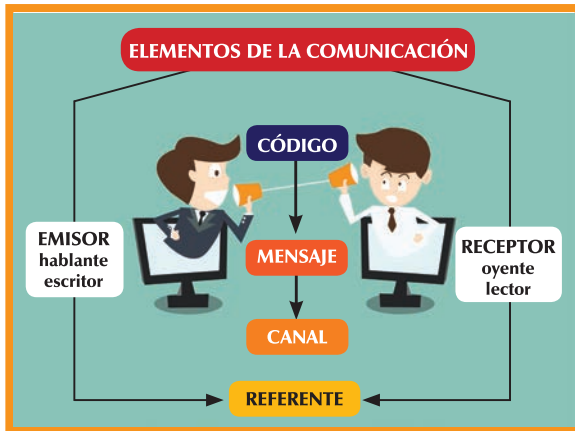 ELEMENTOS DE LA COMUNICACIÓN
CÓDIGO
EMISOR
hablante
escritor
MENSAJE
RECEPTOR
oyente
lector
CANAL
REFERENTE